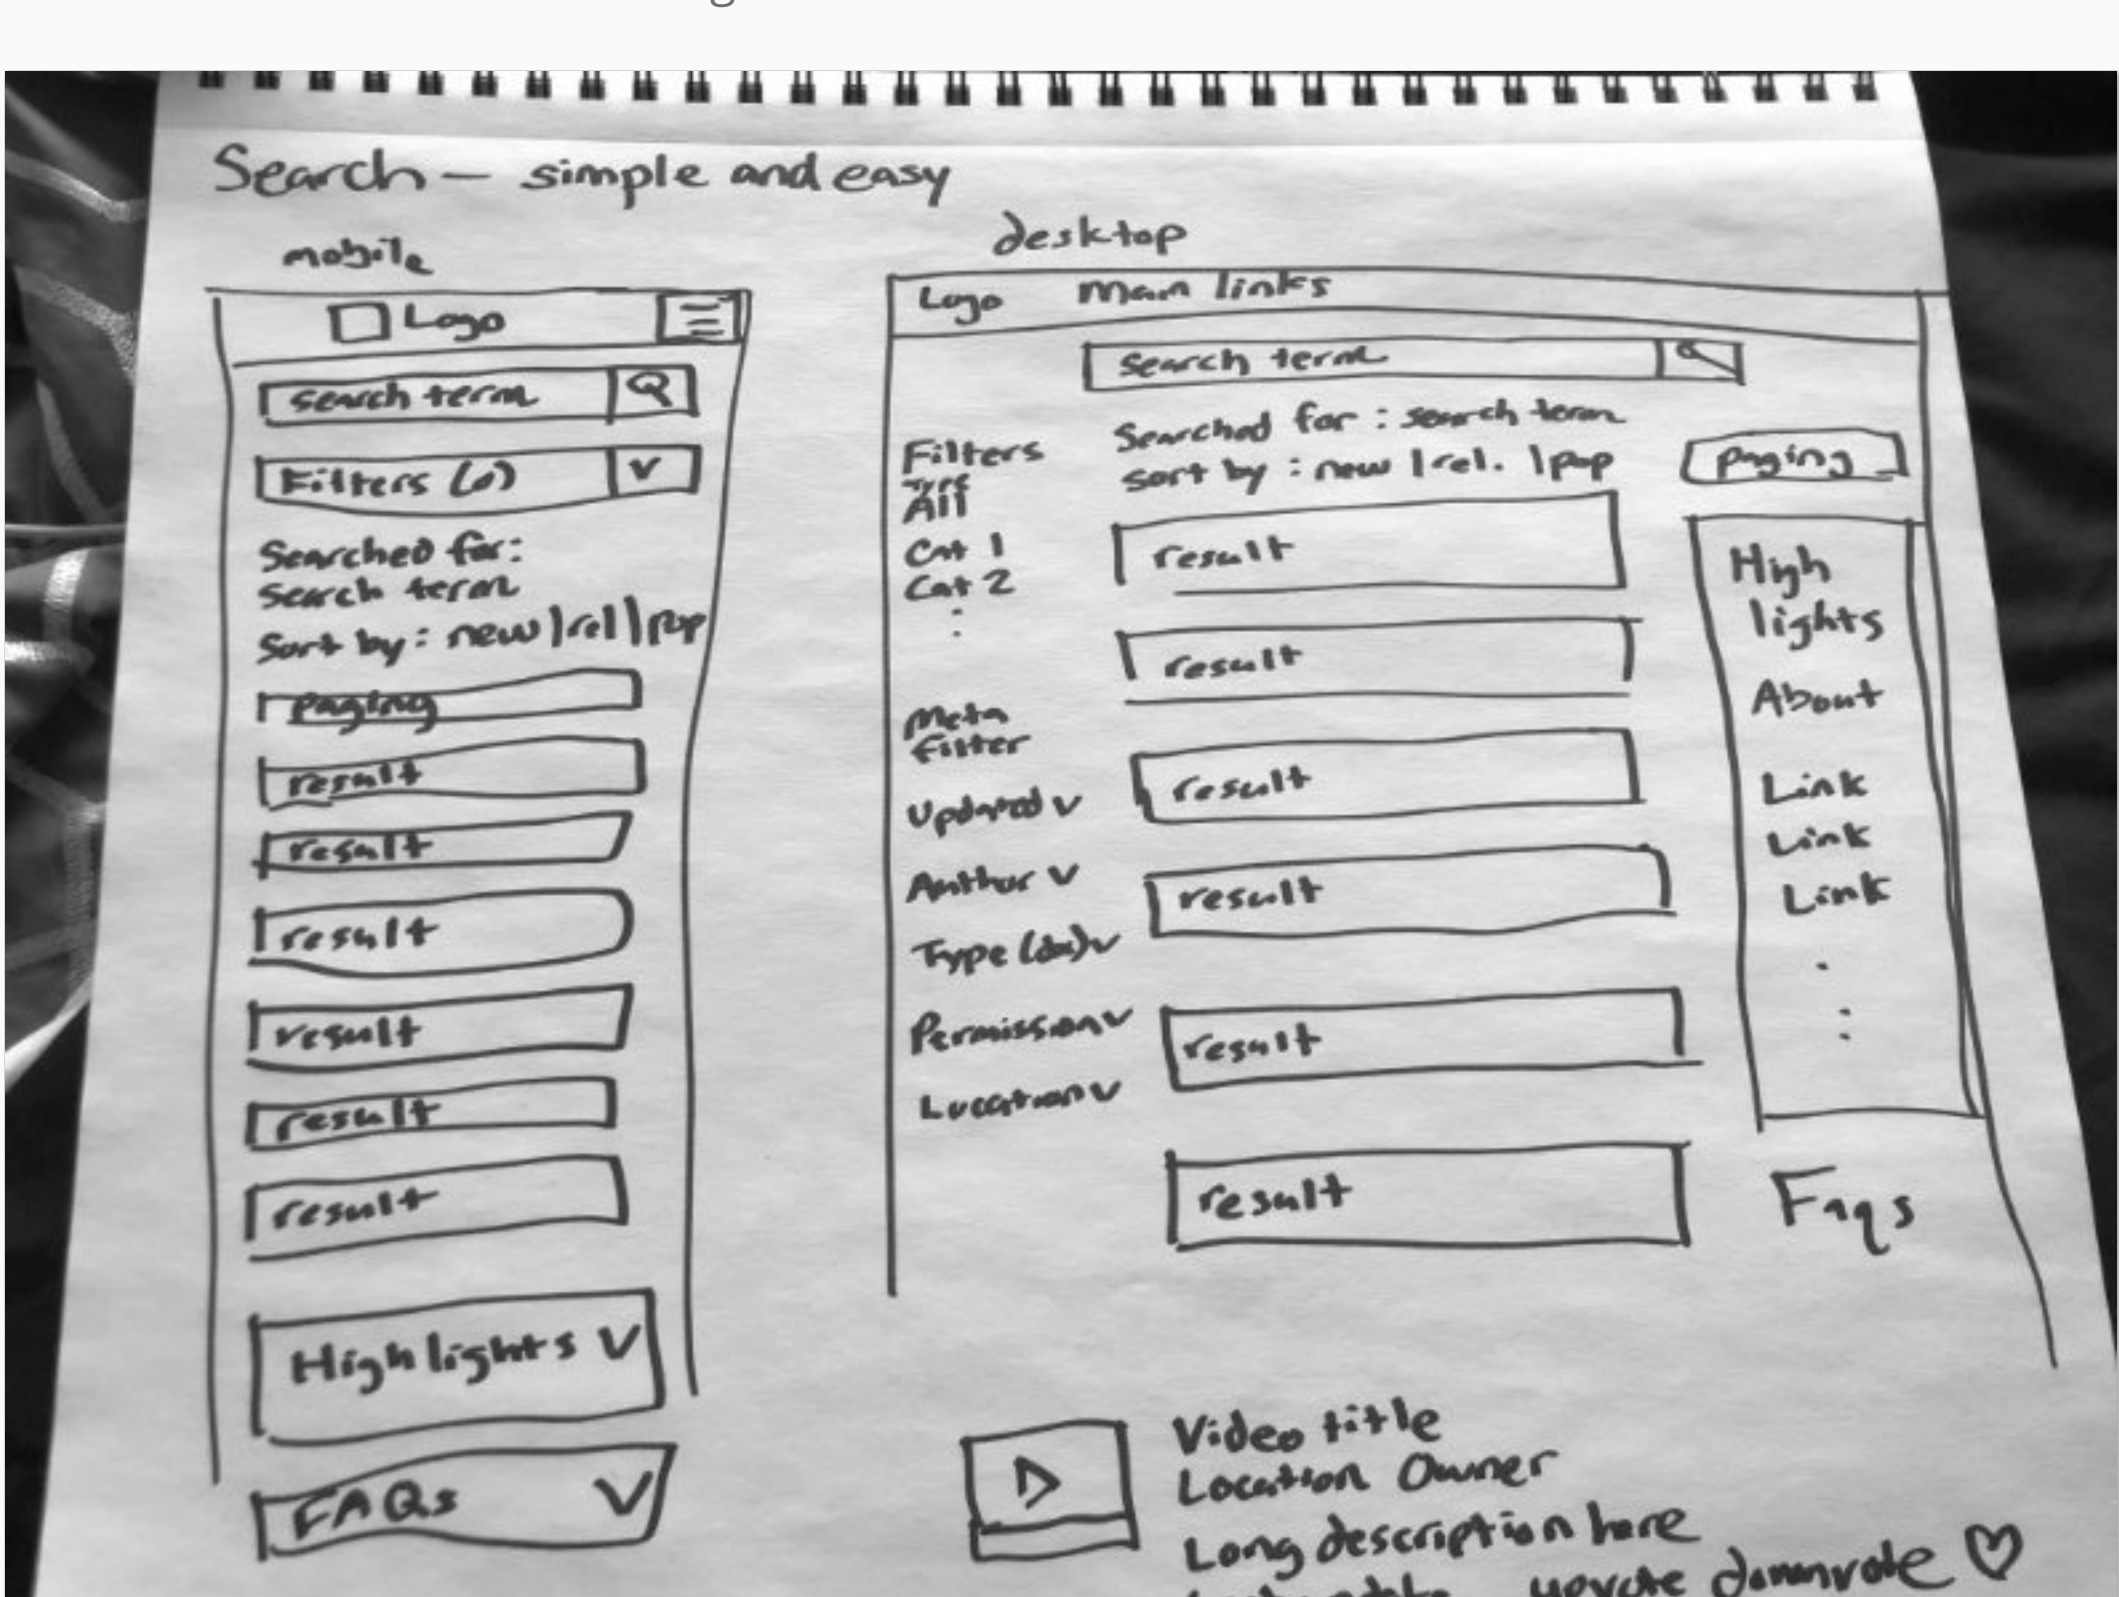 Search — simple and easy
mobile
Logo
search term
Filters (0)
v
Searched for:
Search term
Sort by: new | rel | pop
paging
result
result
result
result
result
result
Highlights v
FAQs v
desktop
Logo Main links
search term
Searched for : search term
sort by : new | rel. | pop
paging
Filters
Type
All
Cat 1
Cat 2
:
Meta
Filter
Updated v
Author v
Type (doc) v
Permission v
Location v
result
result
result
result
result
result
High
lights
About
Link
Link
Link
Faqs
Video title
Location Owner
Long description here
upvote downvote ♡